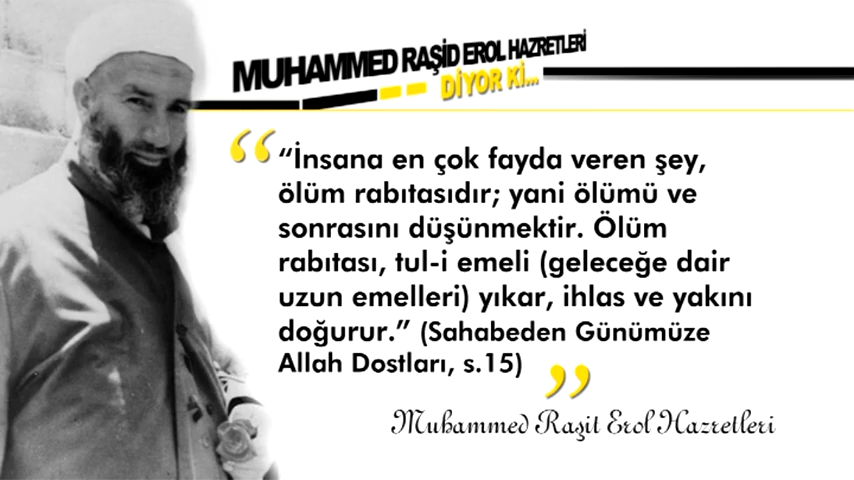 MUHAMMED RAŞİD EROL HAZRETLERİ
DİYOR Kİ...
“ “İnsana en çok fayda veren şey,
ölüm rabıtasıdır; yani ölümü ve
sonrasını düşünmektir. Ölüm
rabıtası, tul-i emeli (geleceğe dair
uzun emelleri) yıkar, ihlas ve yakını
doğurur.” (Sahabeden Günümüze
Allah Dostları, s.15) ”
Muhammed Raşit Erol Hazretleri